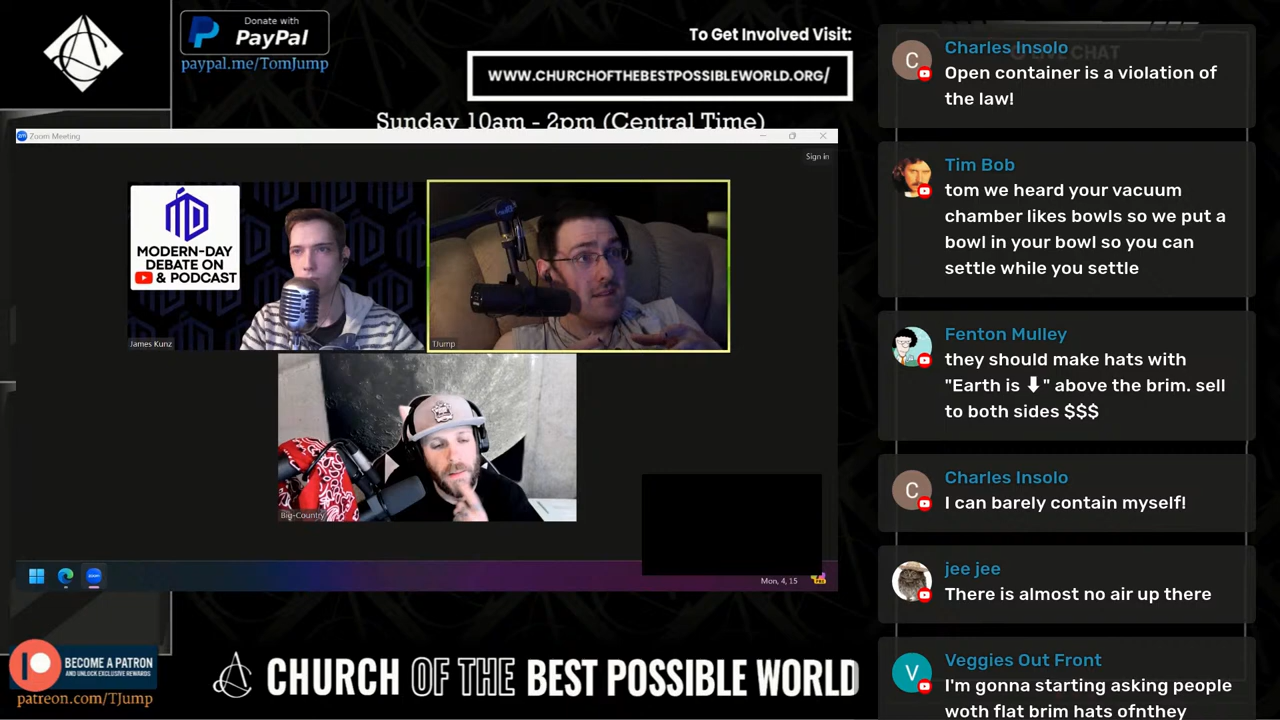 Donate with
PayPal
paypal.me/TomJump
To Get Involved Visit:
WWW.CHURCHOFTHEBESTPOSSIBLEWORLD.ORG/
Sunday 10am - 2pm (Central Time)
Zoom Meeting
Sign in
MODERN-DAY
DEBATE ON
& PODCAST
James Kunz
TJump
Big-Country
Mon, 4, 15
BECOME A PATRON
AND UNLOCK EXCLUSIVE REWARDS
patreon.com/TJump
CHURCH OF THE BEST POSSIBLE WORLD
LIVE CHAT
Charles Insolo
Open container is a violation of
the law!
Tim Bob
tom we heard your vacuum
chamber likes bowls so we put a
bowl in your bowl so you can
settle while you settle
Fenton Mulley
they should make hats with
"Earth is ⬇" above the brim. sell
to both sides $$$
Charles Insolo
I can barely contain myself!
jee jee
There is almost no air up there
Veggies Out Front
I'm gonna starting asking people
woth flat brim hats ofnthey